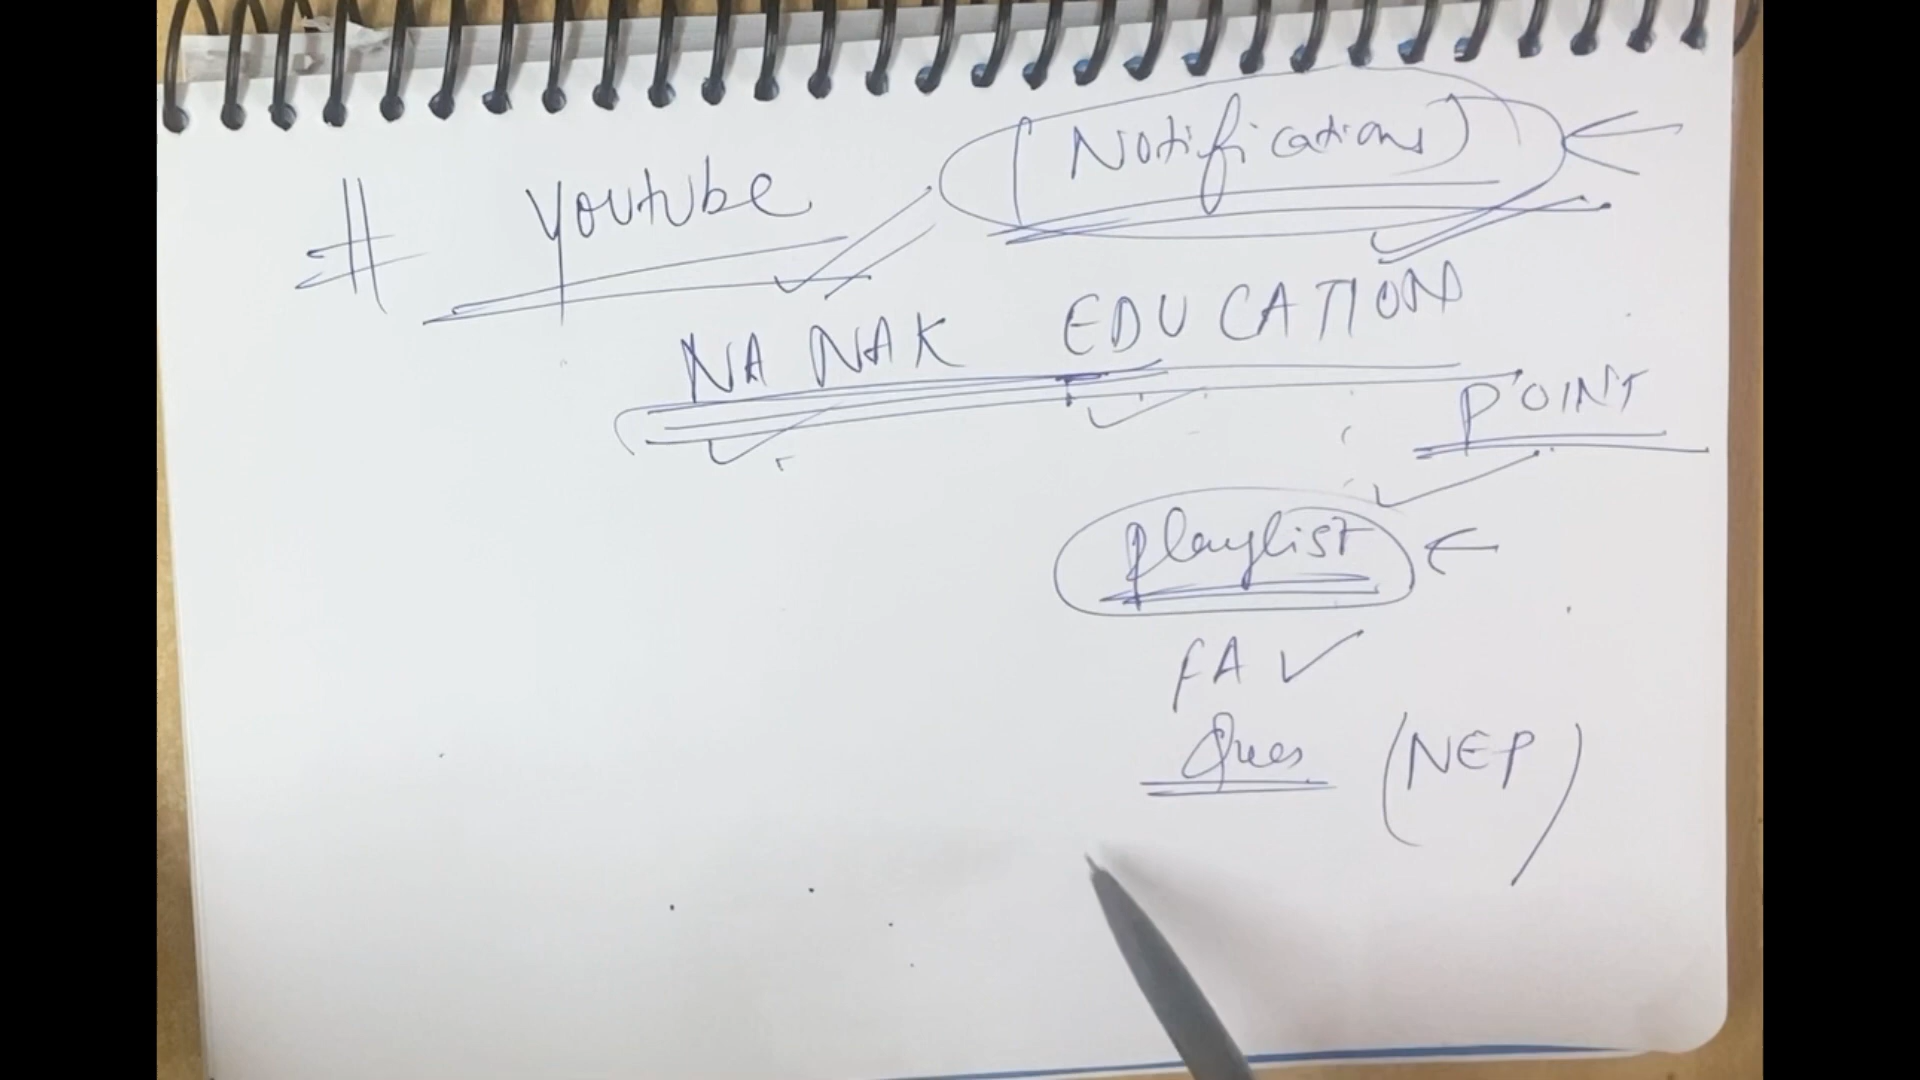 # Youtube (Notifications)
NANAK EDUCATION
POINT
Playlist
FA ✓
Ques (NEP)